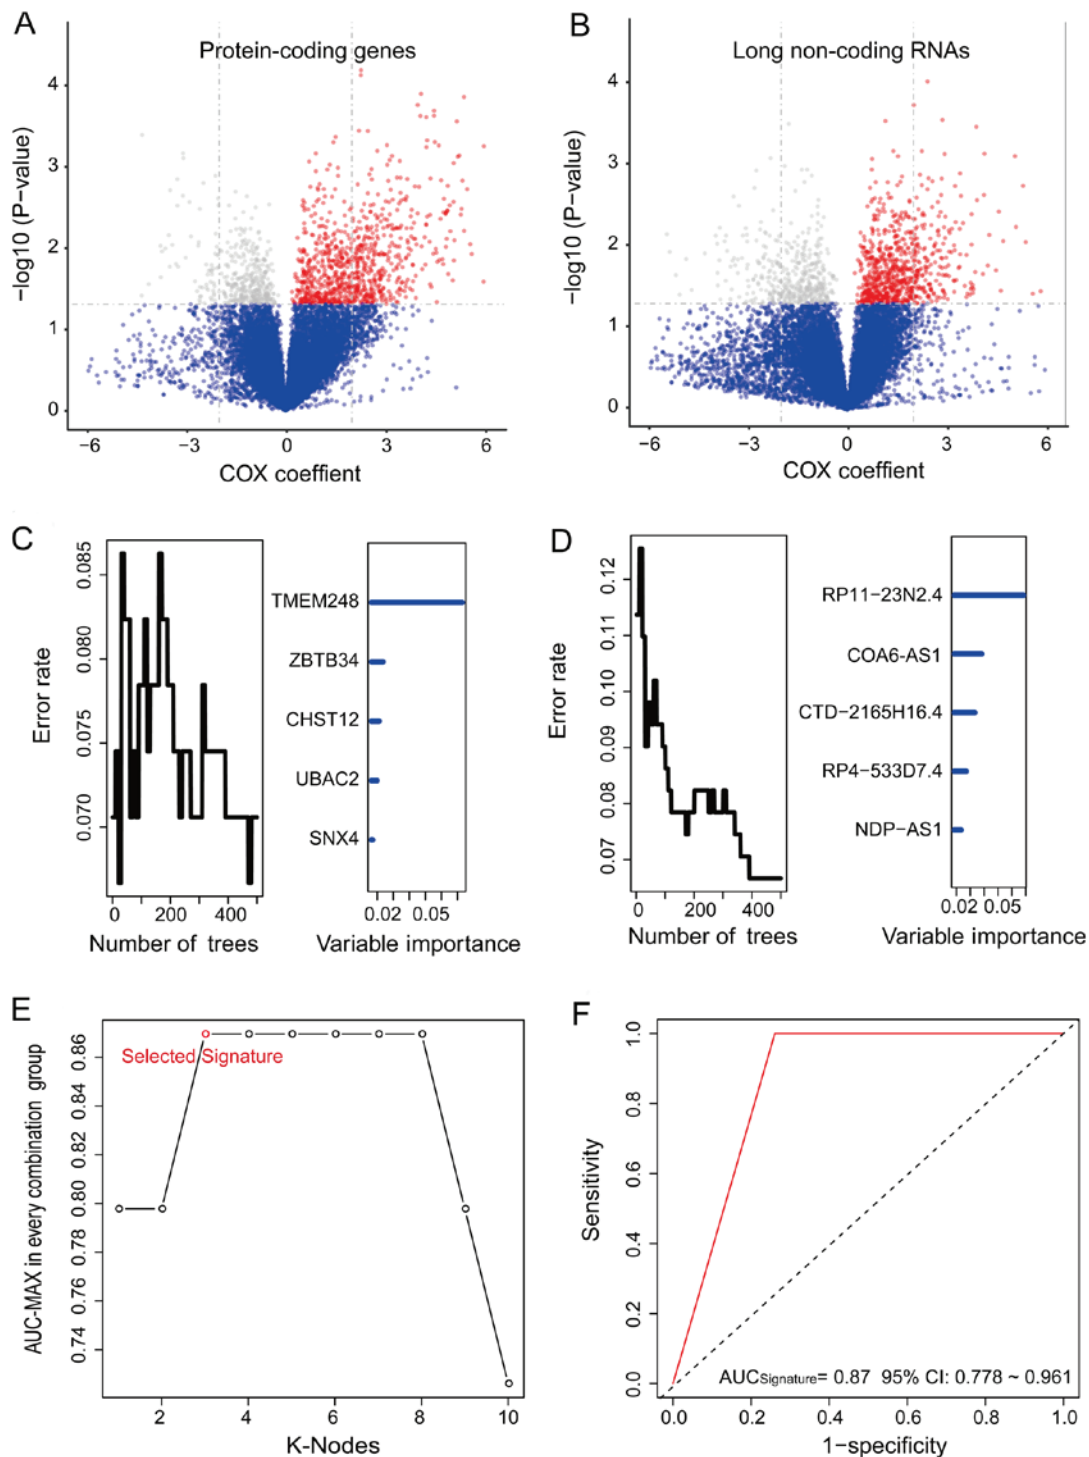 A
Protein-coding genes
−log10 (P−value)
4
3
2
1
0
−6 −3 0 3 6
COX coeffient
B
Long non-coding RNAs
−log10 (P−value)
4
3
2
1
0
−6 −3 0 3 6
COX coeffient
C
Error rate
0.085
0.080
0.075
0.070
0 200 400
Number of trees
TMEM248
ZBTB34
CHST12
UBAC2
SNX4
0.02 0.05
Variable importance
D
Error rate
0.12
0.11
0.10
0.09
0.08
0.07
0 200 400
Number of trees
RP11−23N2.4
COA6-AS1
CTD−2165H16.4
RP4−533D7.4
NDP−AS1
0.02 0.05
Variable importance
E
AUC-MAX in every combination group
0.86
0.84
0.82
0.80
0.78
0.76
0.74
Selected Signature
2 4 6 8 10
K-Nodes
F
Sensitivity
1.0
0.8
0.6
0.4
0.2
0.0
AUCSignature= 0.87 95% CI: 0.778 ~ 0.961
0.0 0.2 0.4 0.6 0.8 1.0
1−specificity